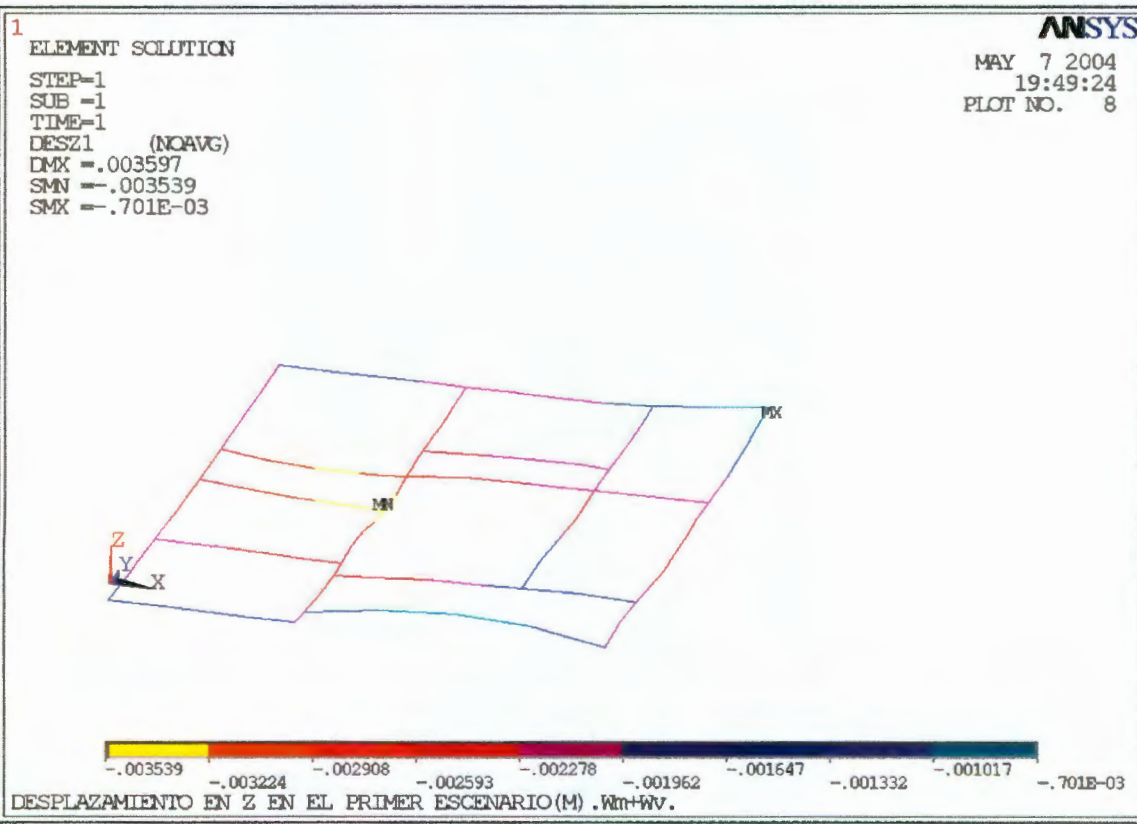 1
ELEMENT SOLUTION
STEP=1
SUB =1
TIME=1
DESZ1 (NOAVG)
DMX =.003597
SMN =-.003539
SMX =-.701E-03
ANSYS
MAY 7 2004
19:49:24
PLOT NO. 8
MX
MN
Z
Y
X
-.003539
-.003224
-.002908
-.002593
-.002278
-.001962
-.001647
-.001332
-.001017
-.701E-03
DESPLAZAMIENTO EN Z EN EL PRIMER ESCENARIO(M).Wm+Wv.